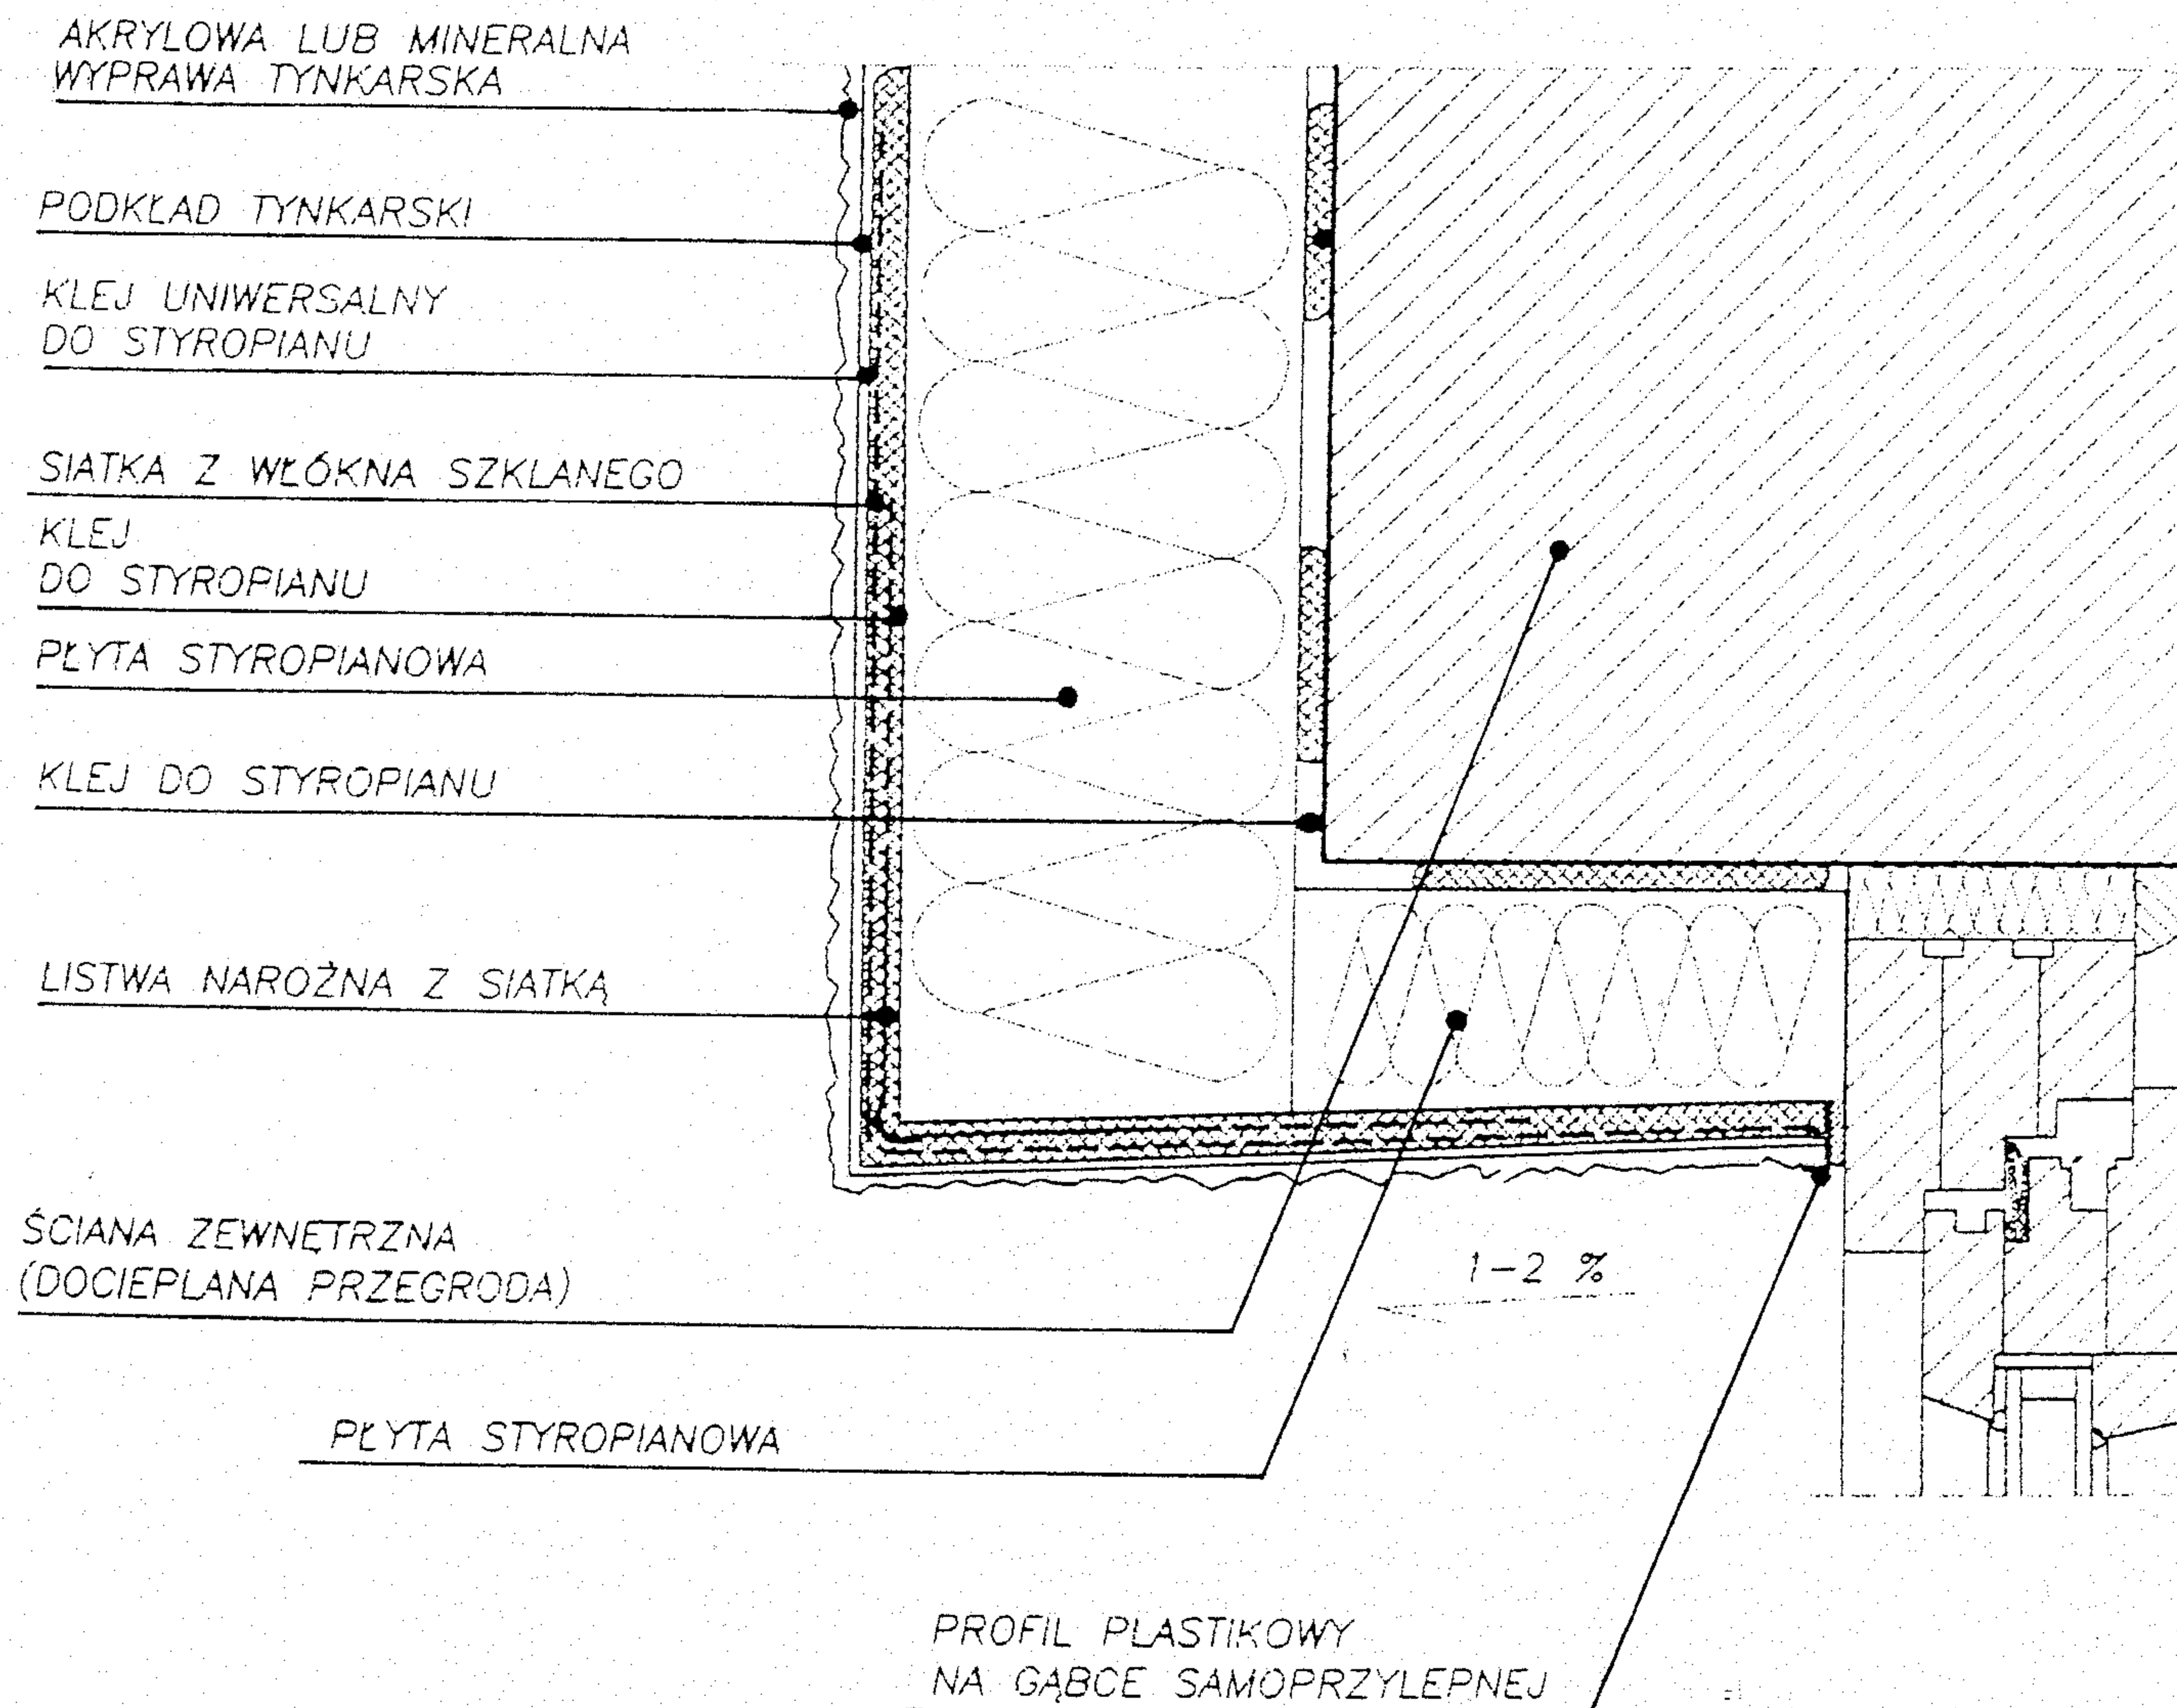 AKRYLOWA LUB MINERALNA
WYPRAWA TYNKARSKA
PODKŁAD TYNKARSKI
KLEJ UNIWERSALNY
DO STYROPIANU
SIATKA Z WŁÓKNA SZKLANEGO
KLEJ
DO STYROPIANU
PŁYTA STYROPIANOWA
KLEJ DO STYROPIANU
LISTWA NAROŻNA Z SIATKĄ
ŚCIANA ZEWNĘTRZNA
(DOCIEPLANA PRZEGRODA)
1-2 %
PŁYTA STYROPIANOWA
PROFIL PLASTIKOWY
NA GĄBCE SAMOPRZYLEPNEJ